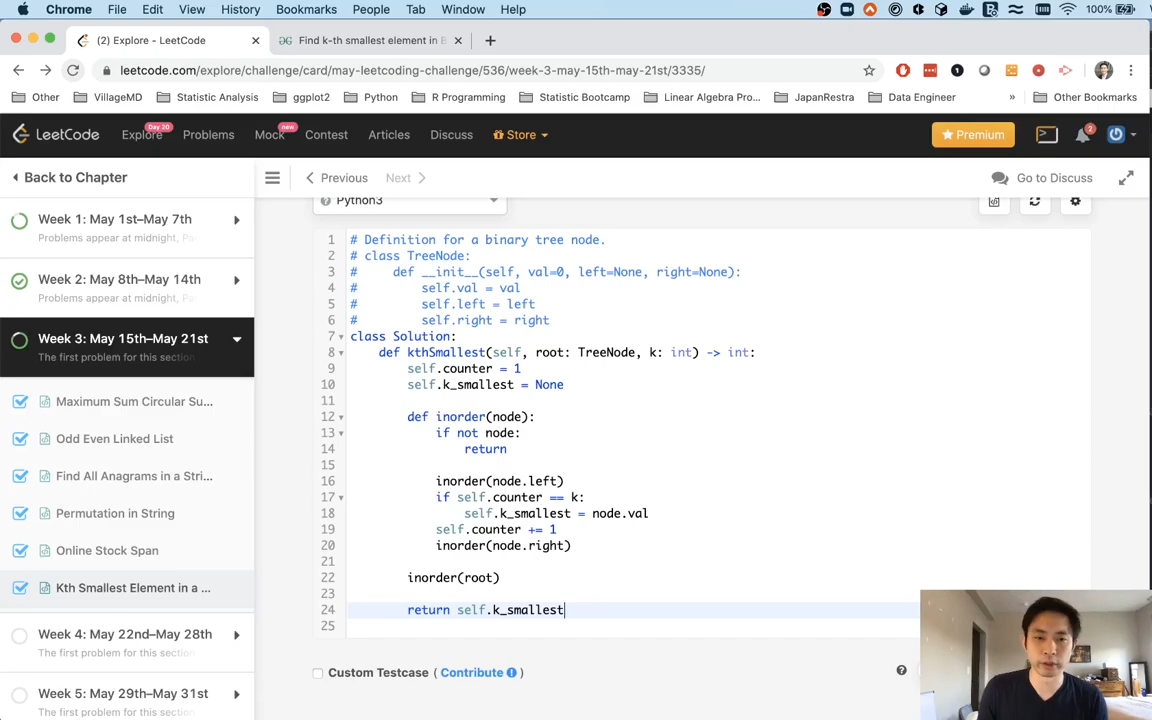 Chrome File Edit View History Bookmarks People Tab Window Help 100%
(2) Explore - LeetCode
Find k-th smallest element in B
leetcode.com/explore/challenge/card/may-leetcoding-challenge/536/week-3-may-15th-may-21st/3335/
Other VillageMD Statistic Analysis ggplot2 Python R Programming Statistic Bootcamp Linear Algebra Pro... JapanRestra Data Engineer » Other Bookmarks
LeetCode Explore Day 20 Problems Mock new Contest Articles Discuss Store Premium 2
Back to Chapter
Previous Next Go to Discuss
Week 1: May 1st–May 7th
Problems appear at midnight, Pa
Week 2: May 8th–May 14th
Problems appear at midnight, Pa
Week 3: May 15th–May 21st
The first problem for this section
Maximum Sum Circular Su...
Odd Even Linked List
Find All Anagrams in a Stri...
Permutation in String
Online Stock Span
Kth Smallest Element in a ...
Week 4: May 22nd–May 28th
The first problem for this section
Week 5: May 29th–May 31st
The first problem for this section
Python3
1 # Definition for a binary tree node.
2 # class TreeNode:
3 #     def __init__(self, val=0, left=None, right=None):
4 #         self.val = val
5 #         self.left = left
6 #         self.right = right
7 class Solution:
8     def kthSmallest(self, root: TreeNode, k: int) -> int:
9         self.counter = 1
10         self.k_smallest = None
11
12         def inorder(node):
13             if not node:
14                 return
15
16             inorder(node.left)
17             if self.counter == k:
18                 self.k_smallest = node.val
19             self.counter += 1
20             inorder(node.right)
21
22         inorder(root)
23
24         return self.k_smallest
25
Custom Testcase ( Contribute )